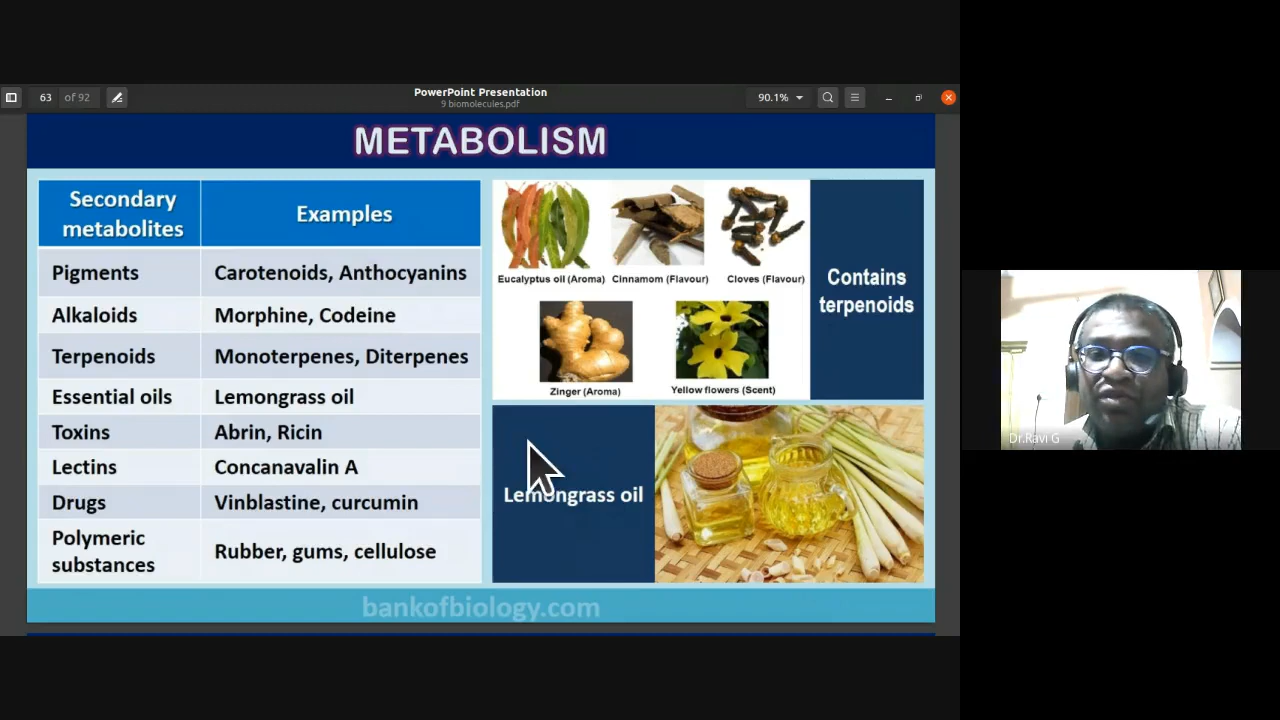 63 of 92
PowerPoint Presentation
9 biomolecules.pdf
90.1%
METABOLISM
Secondary
metabolites
Examples
Pigments
Carotenoids, Anthocyanins
Alkaloids
Morphine, Codeine
Terpenoids
Monoterpenes, Diterpenes
Essential oils
Lemongrass oil
Toxins
Abrin, Ricin
Lectins
Concanavalin A
Drugs
Vinblastine, curcumin
Polymeric
substances
Rubber, gums, cellulose
Eucalyptus oil (Aroma)
Cinnamom (Flavour)
Cloves (Flavour)
Zinger (Aroma)
Yellow flowers (Scent)
Contains
terpenoids
Lemongrass oil
bankofbiology.com
Dr.Ravi G